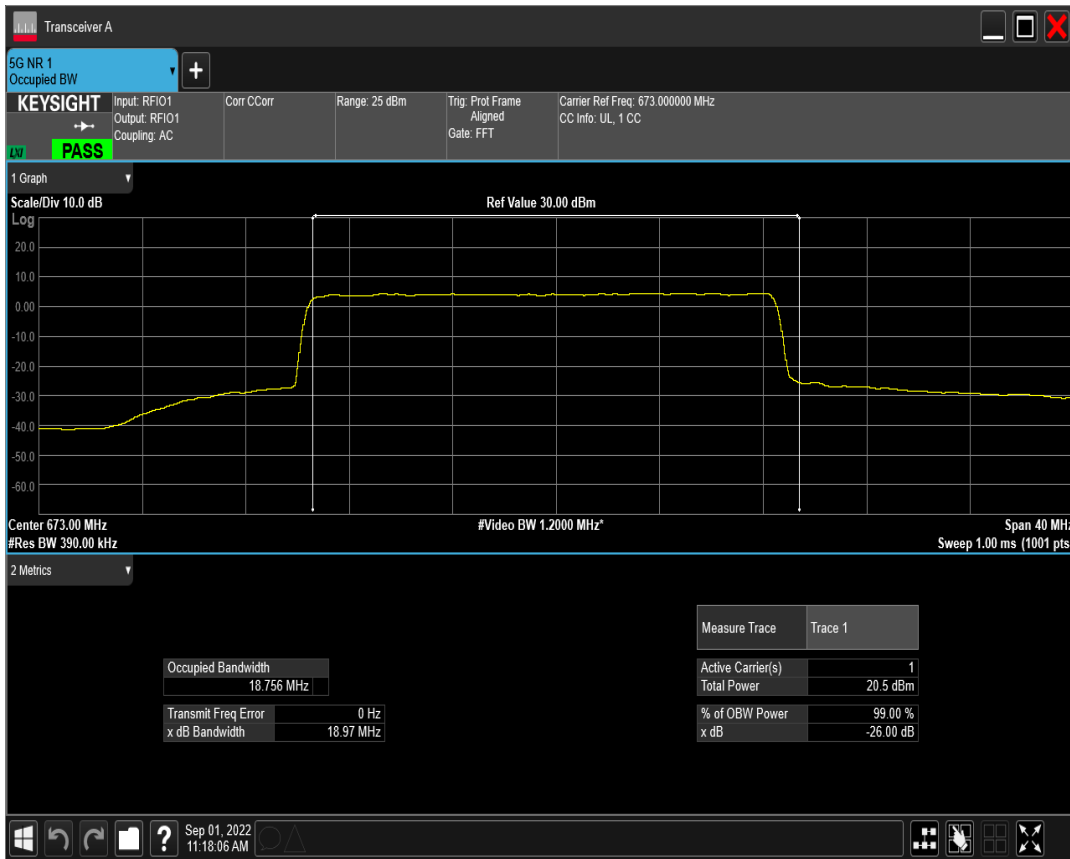 Transceiver A
5G NR 1
Occupied BW
KEYSIGHT
LXI
PASS
Input: RFIO1
Output: RFIO1
Coupling: AC
Corr CCorr
Range: 25 dBm
Trig: Prot Frame
Aligned
Gate: FFT
Carrier Ref Freq: 673.000000 MHz
CC Info: UL, 1 CC
1 Graph
Scale/Div 10.0 dB
Ref Value 30.00 dBm
Log
20.0
10.0
0.00
-10.0
-20.0
-30.0
-40.0
-50.0
-60.0
Center 673.00 MHz
#Video BW 1.2000 MHz*
Span 40 MHz
#Res BW 390.00 kHz
Sweep 1.00 ms (1001 pts
2 Metrics
Measure Trace Trace 1
Occupied Bandwidth
18.756 MHz
Active Carrier(s) 1
Total Power 20.5 dBm
Transmit Freq Error 0 Hz
x dB Bandwidth 18.97 MHz
% of OBW Power 99.00 %
x dB -26.00 dB
?
Sep 01, 2022
11:18:06 AM